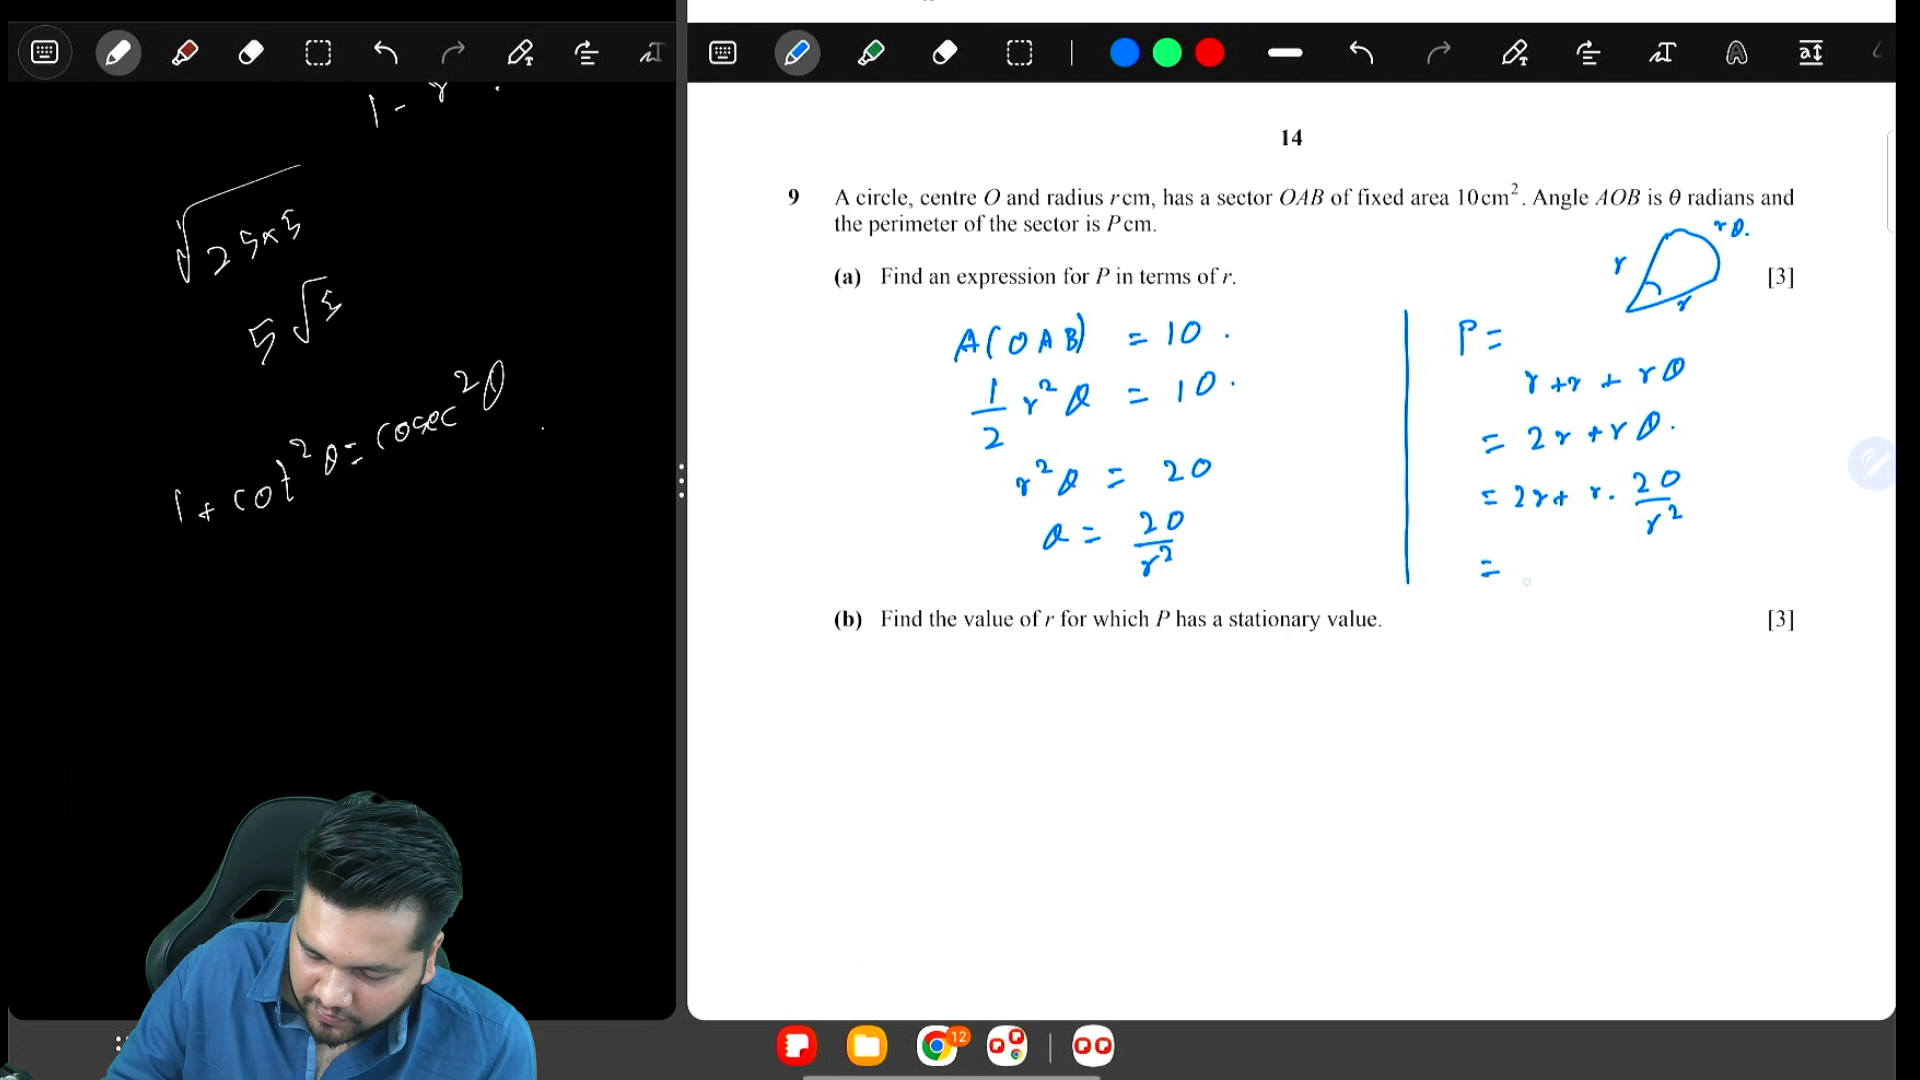 1 - r .
√25×5
5√5
1 + cot²θ = cosec²θ .
14
9 A circle, centre O and radius r cm, has a sector OAB of fixed area 10 cm². Angle AOB is θ radians and
the perimeter of the sector is P cm.
rθ.
r
r
(a) Find an expression for P in terms of r. [3]
A(OAB) = 10 .
1/2 r²θ = 10 .
r²θ = 20
θ = 20/r²
P =
r + r + rθ
= 2r + rθ.
= 2r + r. 20/r²
=
(b) Find the value of r for which P has a stationary value. [3]
12